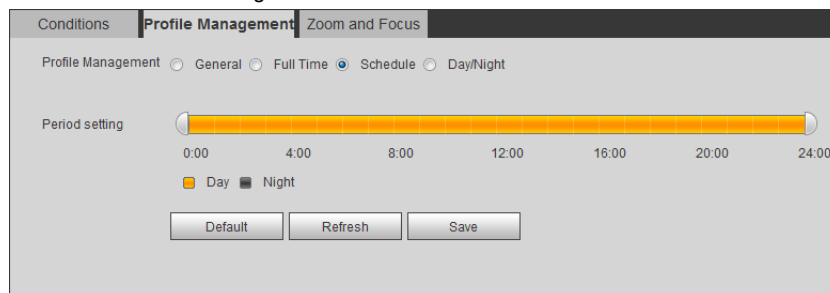 Conditions Profile Management Zoom and Focus
Profile Management General Full Time Schedule Day/Night
Period setting
0:00 4:00 8:00 12:00 16:00 20:00 24:00
Day Night
Default Refresh Save